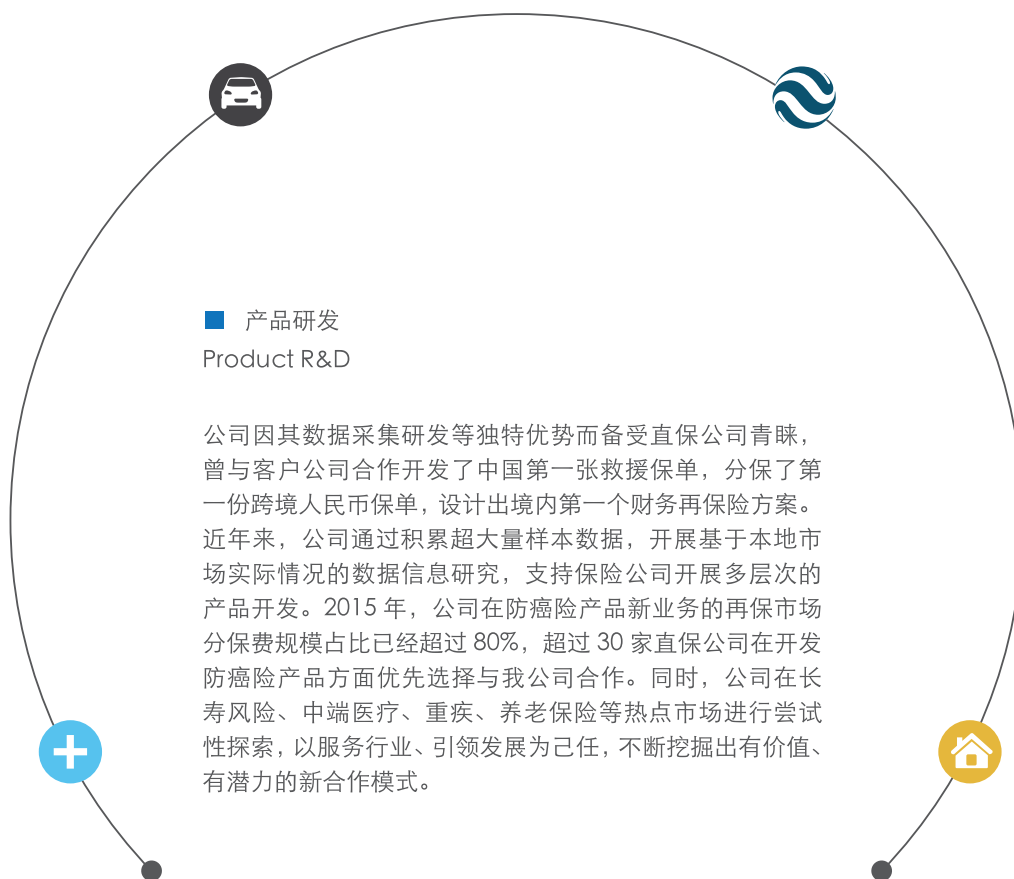 产品研发
Product R&D
公司因其数据采集研发等独特优势而备受直保公司青睐，
曾与客户公司合作开发了中国第一张救援保单，分保了第
一份跨境人民币保单，设计出境内第一个财务再保险方案。
近年来，公司通过积累超大量样本数据，开展基于本地市
场实际情况的数据信息研究，支持保险公司开展多层次的
产品开发。2015 年，公司在防癌险产品新业务的再保市场
分保费规模占比已经超过 80%，超过 30 家直保公司在开发
防癌险产品方面优先选择与我公司合作。同时，公司在长
寿风险、中端医疗、重疾、养老保险等热点市场进行尝试
性探索，以服务行业、引领发展为己任，不断挖掘出有价值、
有潜力的新合作模式。